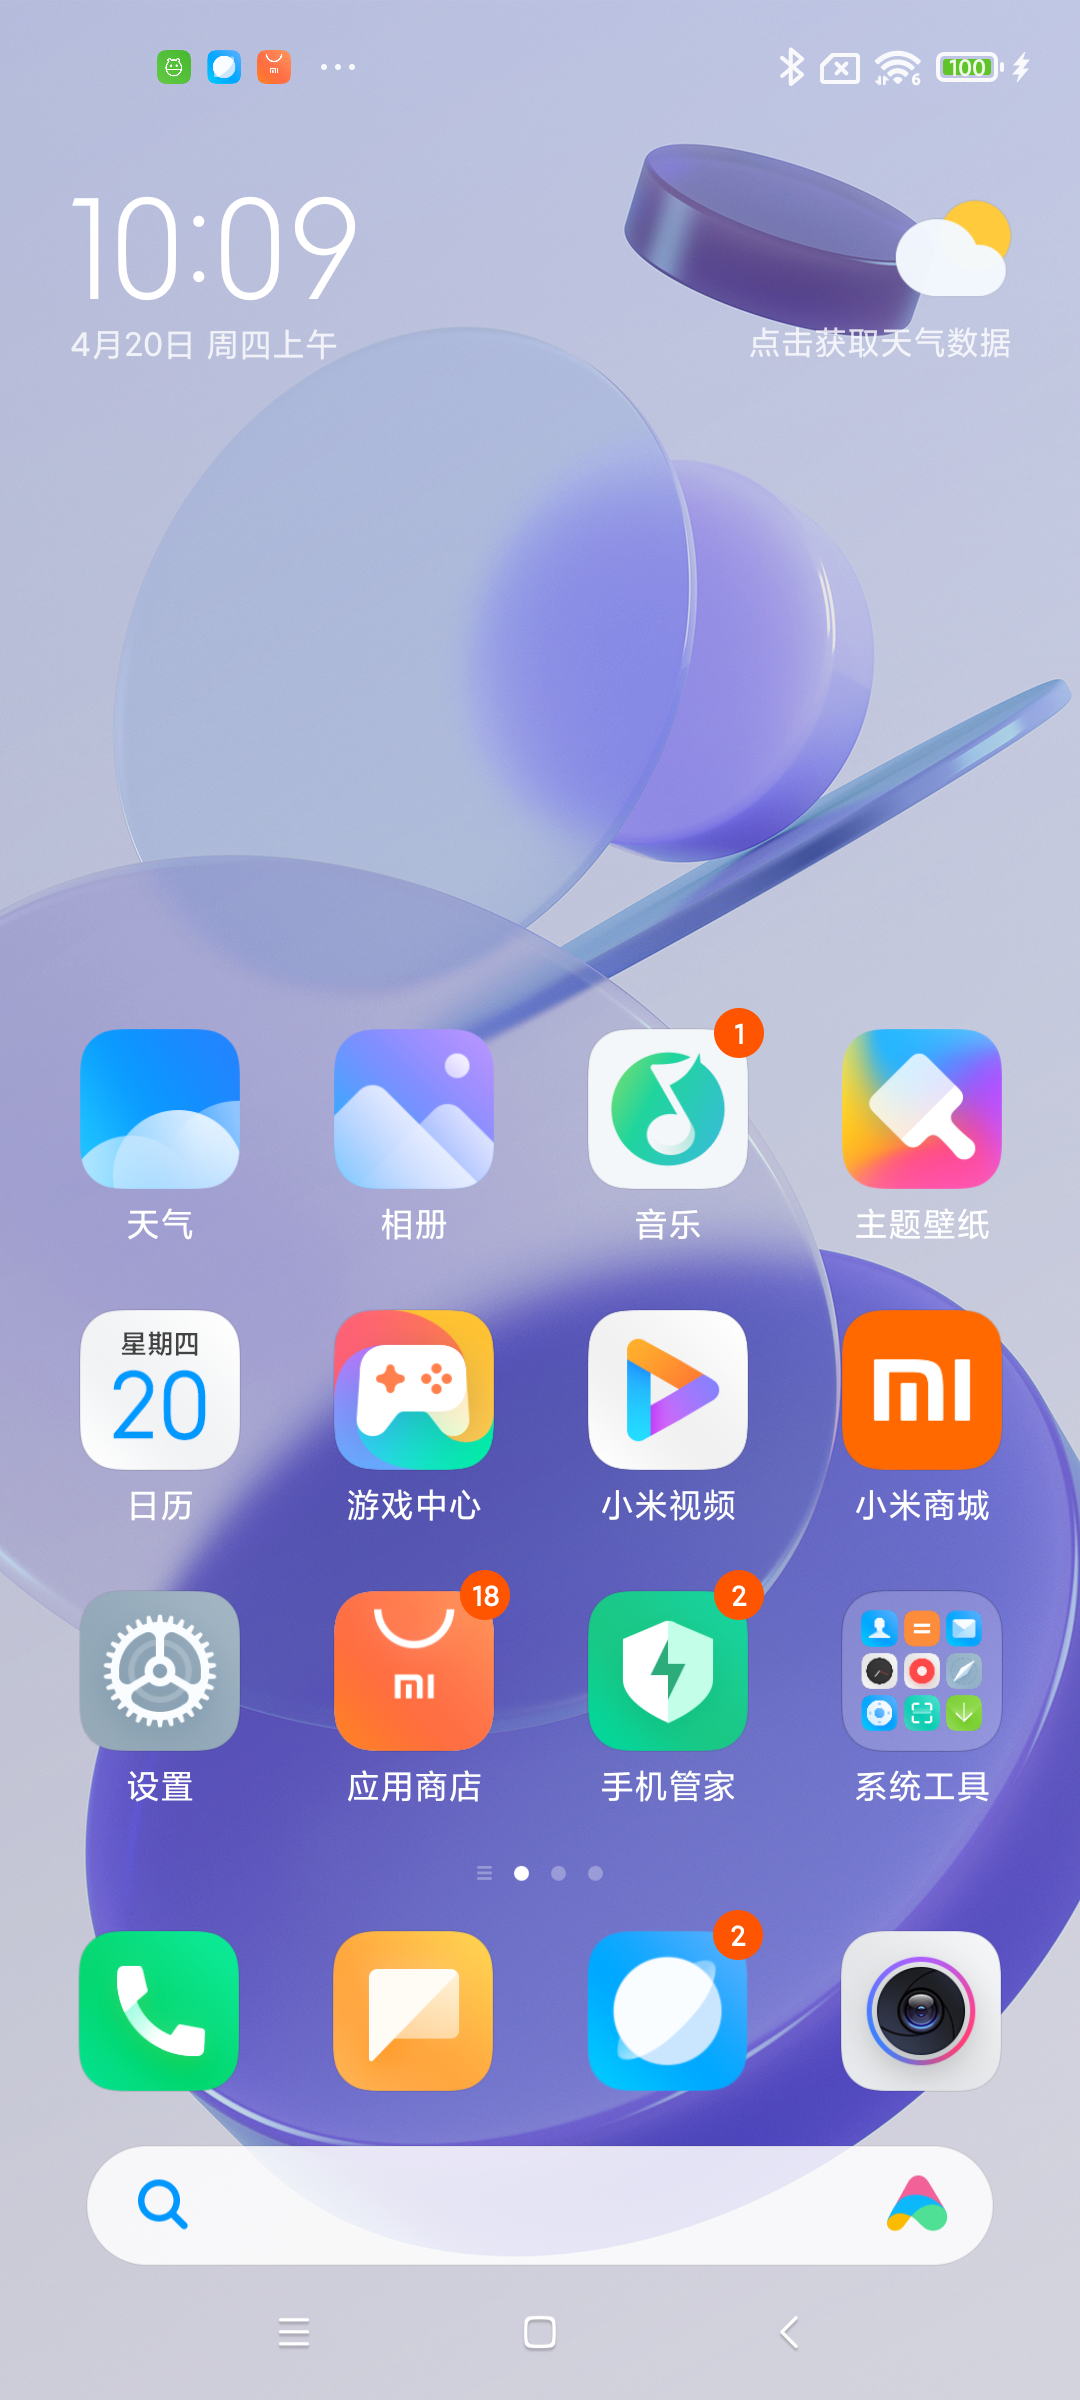 100
10:09
4月20日 周四上午
点击获取天气数据
1
天气
相册
音乐
主题壁纸
星期四
20
日历
游戏中心
小米视频
小米商城
18
2
mi
设置
应用商店
手机管家
系统工具
2